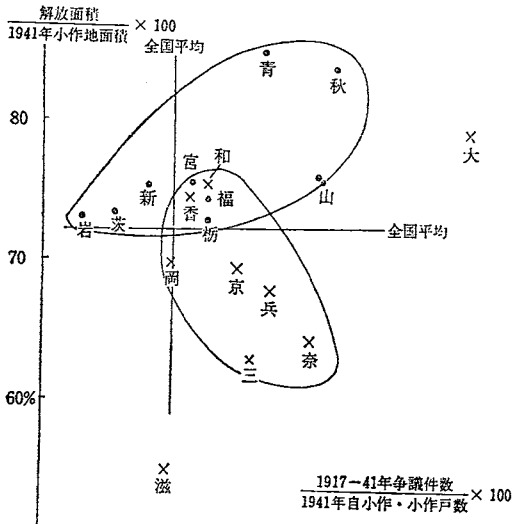 解放面積
1941年小作地面積
× 100
全国平均
青
秋
80
大
宮
和
新
福
香
山
岩
茨
栃
全国平均
70
岡
京
兵
奈
三
60%
滋
1917-41年争議件数
1941年自小作・小作戸数
× 100